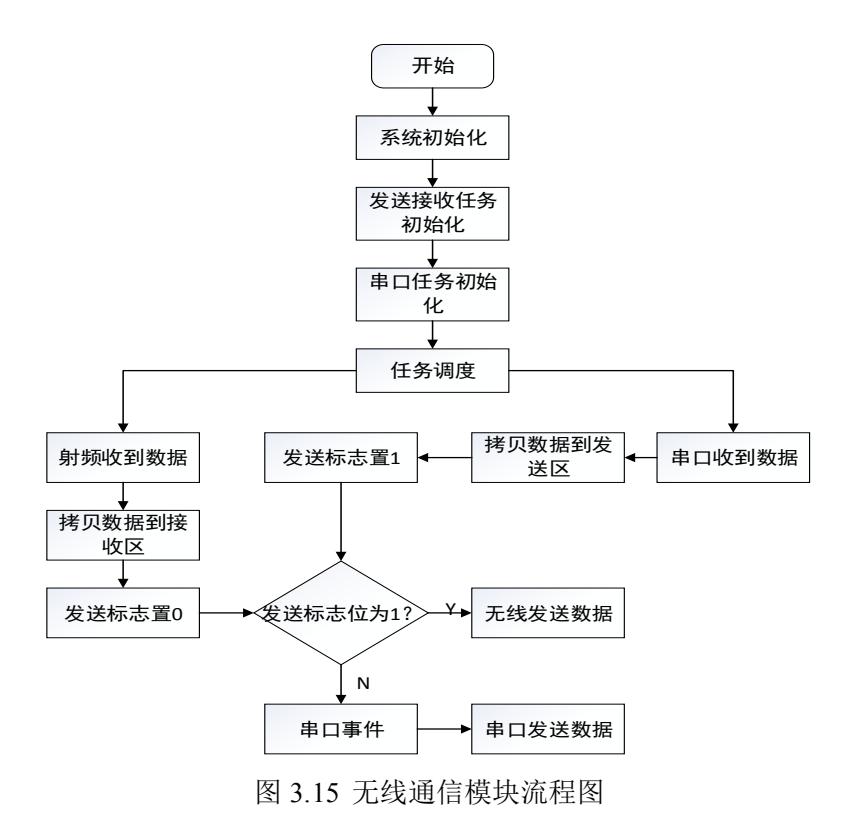 开始
系统初始化
发送接收任务
初始化
串口任务初始
化
任务调度
射频收到数据
发送标志置1
拷贝数据到发
送区
串口收到数据
拷贝数据到接
收区
发送标志置0
发送标志位为1?
Y
无线发送数据
N
串口事件
串口发送数据
图 3.15 无线通信模块流程图